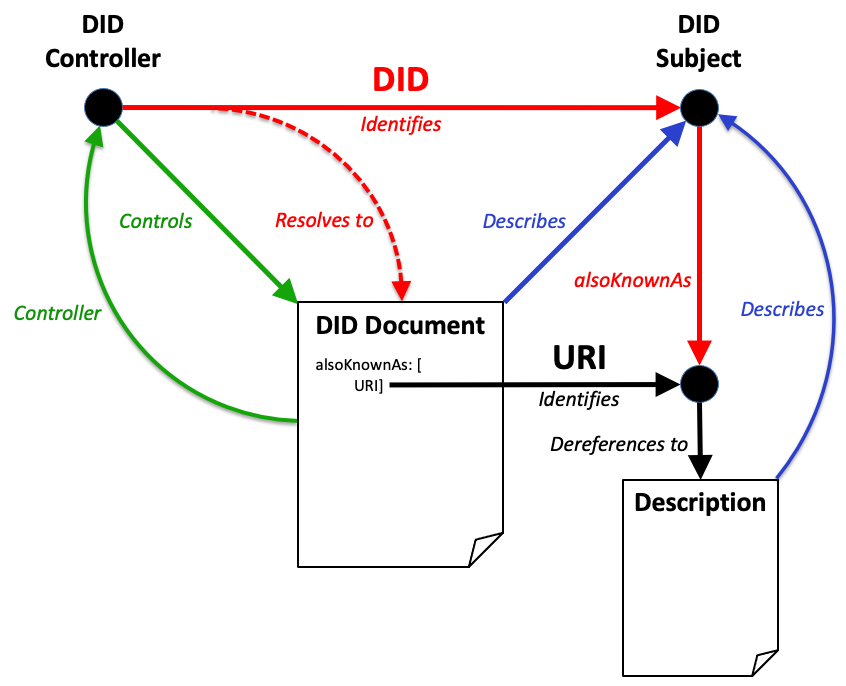 DID
Controller
DID
Subject
DID
Identifies
Controls
Resolves to
Describes
alsoKnownAs
Controller
Describes
DID Document
alsoKnownAs: [
URI]
URI
Identifies
Dereferences to
Description